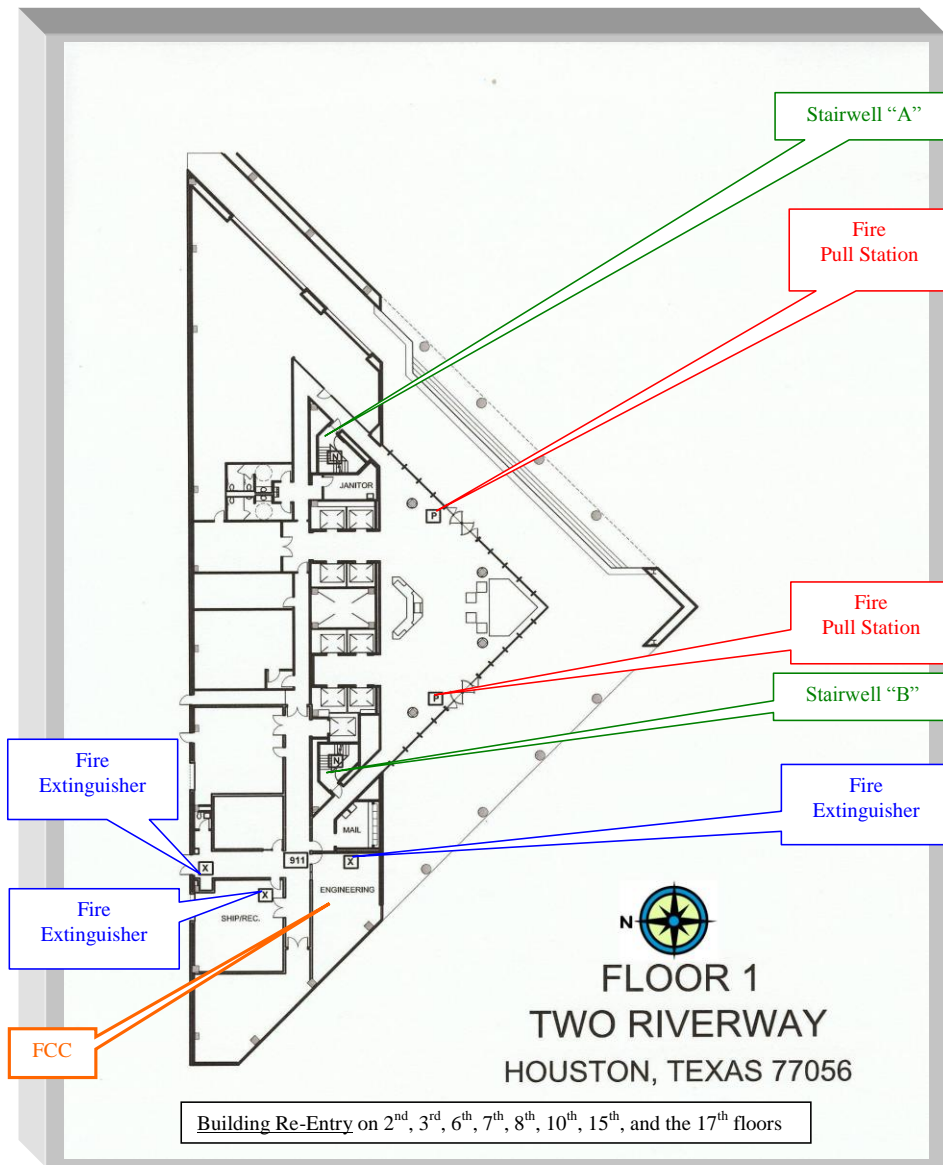 Stairwell “A”
Fire
Pull Station
N
JANITOR
P
Fire
Pull Station
P
Stairwell “B”
N
Fire
Extinguisher
Fire
Extinguisher
MAIL
X
911
X
X
ENGINEERING
Fire
Extinguisher
SHIP/REC.
N
FLOOR 1
FCC
TWO RIVERWAY
HOUSTON, TEXAS 77056
Building Re-Entry on 2nd, 3rd, 6th, 7th, 8th, 10th, 15th, and the 17th floors